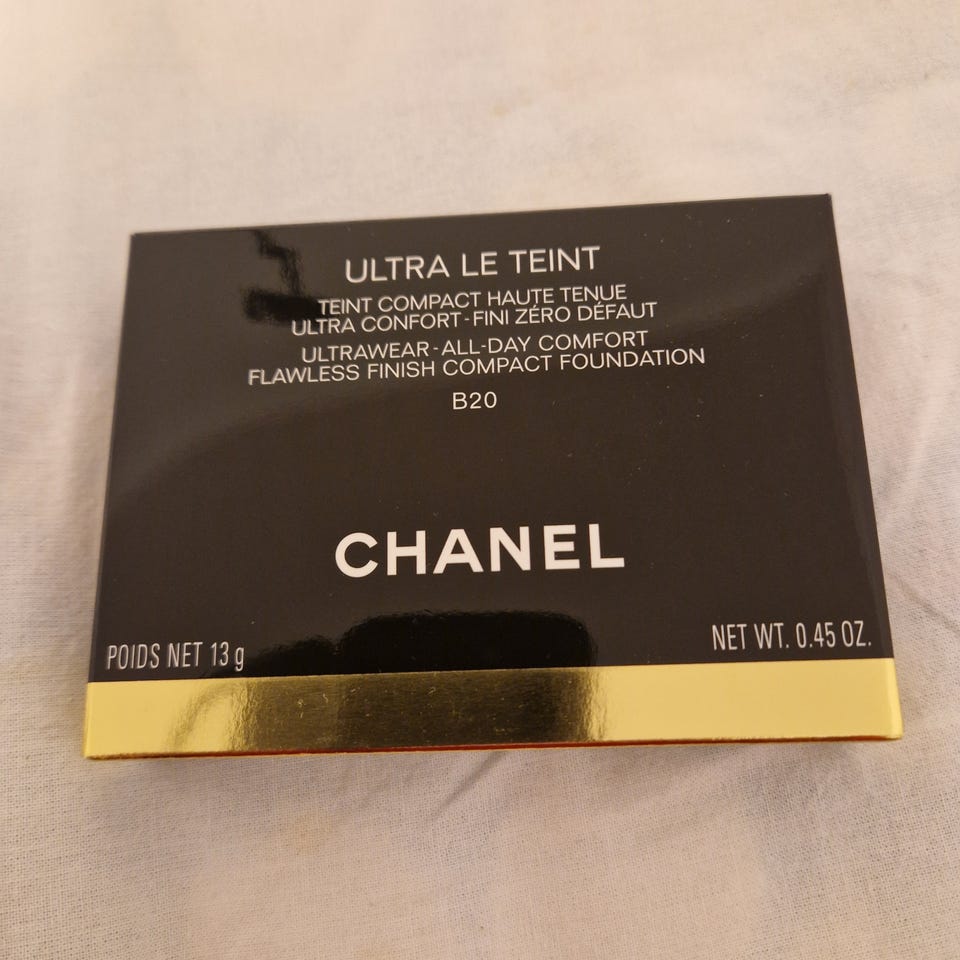 ULTRA LE TEINT
TEINT COMPACT HAUTE TENUE
ULTRA CONFORT - FINI ZÉRO DÉFAUT
ULTRAWEAR - ALL-DAY COMFORT
FLAWLESS FINISH COMPACT FOUNDATION
B20
CHANEL
POIDS NET 13 g
NET WT. 0.45 OZ.